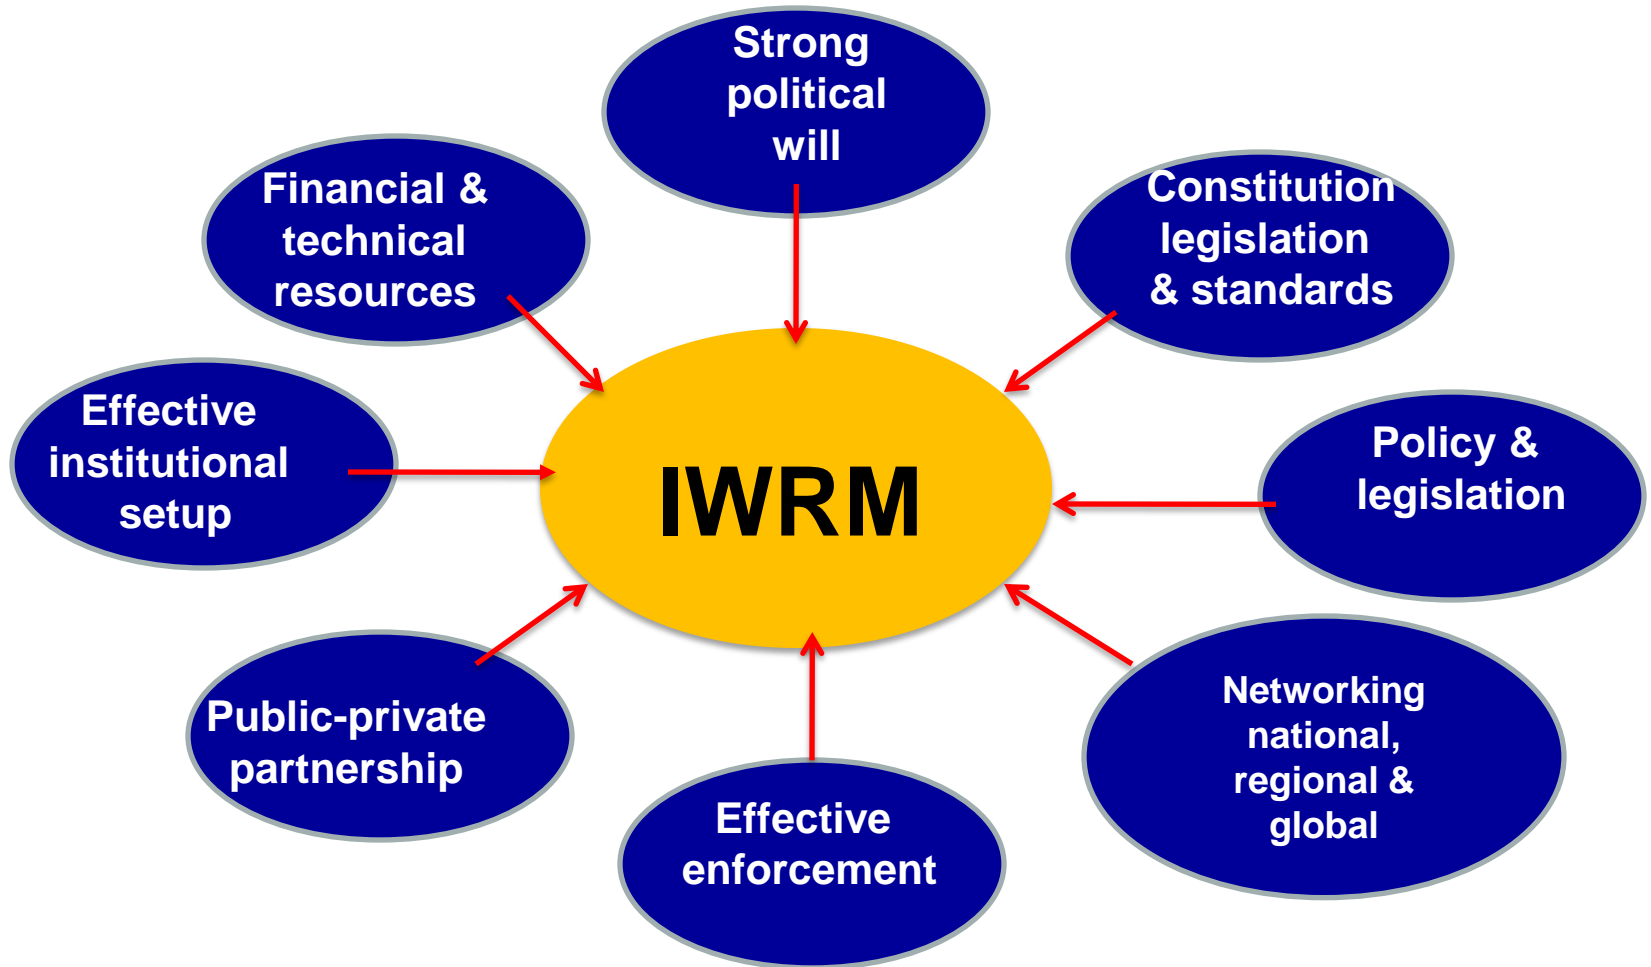 Strong
political
will
Financial &
technical
resources
Constitution
legislation
& standards
Effective
institutional
setup
IWRM
Policy &
legislation
Public-private
partnership
Effective
enforcement
Networking
national,
regional &
global